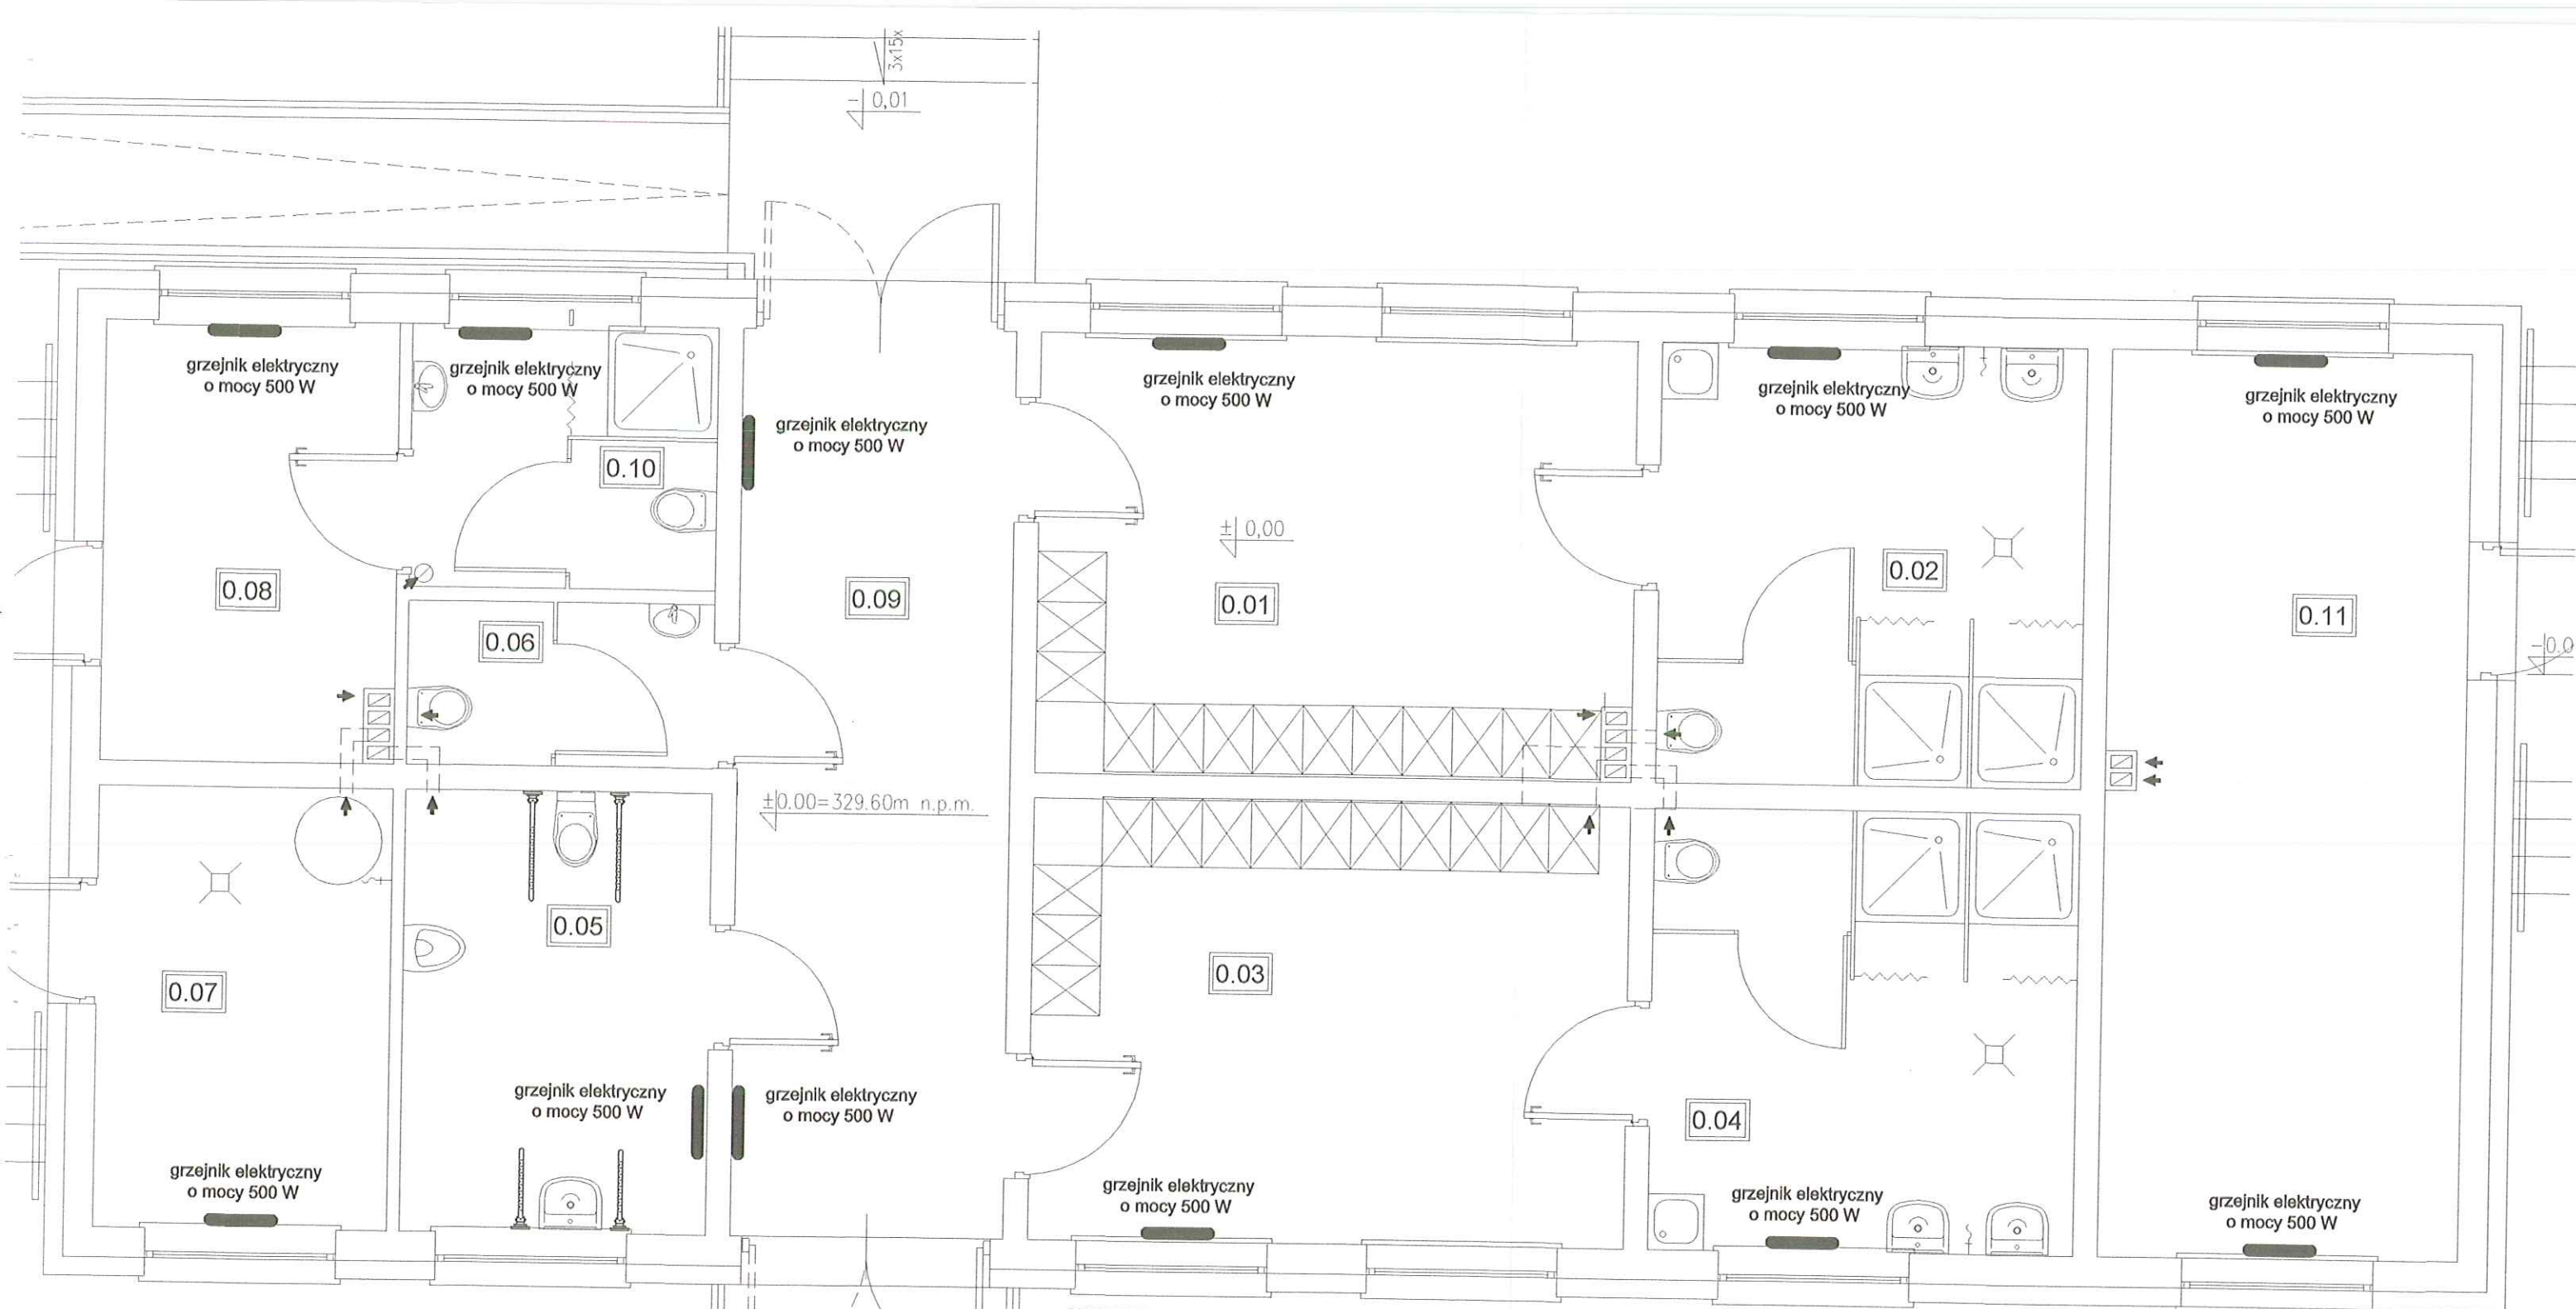 3x15x
- 0,01
grzejnik elektryczny
o mocy 500 W
grzejnik elektryczny
o mocy 500 W
grzejnik elektryczny
o mocy 500 W
grzejnik elektryczny
o mocy 500 W
grzejnik elektryczny
o mocy 500 W
grzejnik elektryczny
o mocy 500 W
0.10
± 0,00
0.08
0.09
0.01
0.02
0.11
0.06
-0.0
±0.00=329.60m n.p.m.
0.05
0.07
0.03
0.04
grzejnik elektryczny
o mocy 500 W
grzejnik elektryczny
o mocy 500 W
grzejnik elektryczny
o mocy 500 W
grzejnik elektryczny
o mocy 500 W
grzejnik elektryczny
o mocy 500 W
grzejnik elektryczny
o mocy 500 W